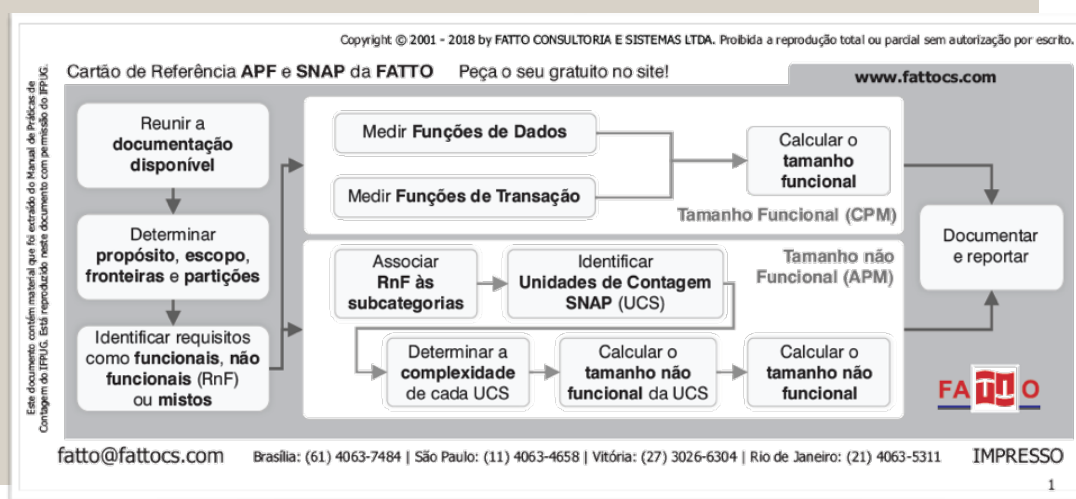 Copyright © 2001 - 2018 by FATTO CONSULTORIA E SISTEMAS LTDA. Proibida a reprodução total ou parcial sem autorização por escrito.
Cartão de Referência APF e SNAP da FATTO Peça o seu gratuito no site!
www.fattocs.com
Este documento contém material que foi extraído do Manual de Práticas de
Contagem do IFPUG. Está reproduzido neste documento com permissão do IFPUG.
Reunir a
documentação
disponível
Determinar
propósito, escopo,
fronteiras e partições
Identificar requisitos
como funcionais, não
funcionais (RnF)
ou mistos
Medir Funções de Dados
Medir Funções de Transação
Calcular o
tamanho
funcional
Tamanho Funcional (CPM)
Associar
RnF às
subcategorias
Identificar
Unidades de Contagem
SNAP (UCS)
Tamanho não
Funcional (APM)
Determinar a
complexidade
de cada UCS
Calcular o
tamanho não
funcional da UCS
Calcular o
tamanho não
funcional
Documentar
e reportar
FATTO
fatto@fattocs.com
Brasília: (61) 4063-7484 | São Paulo: (11) 4063-4658 | Vitória: (27) 3026-6304 | Rio de Janeiro: (21) 4063-5311
IMPRESSO
1